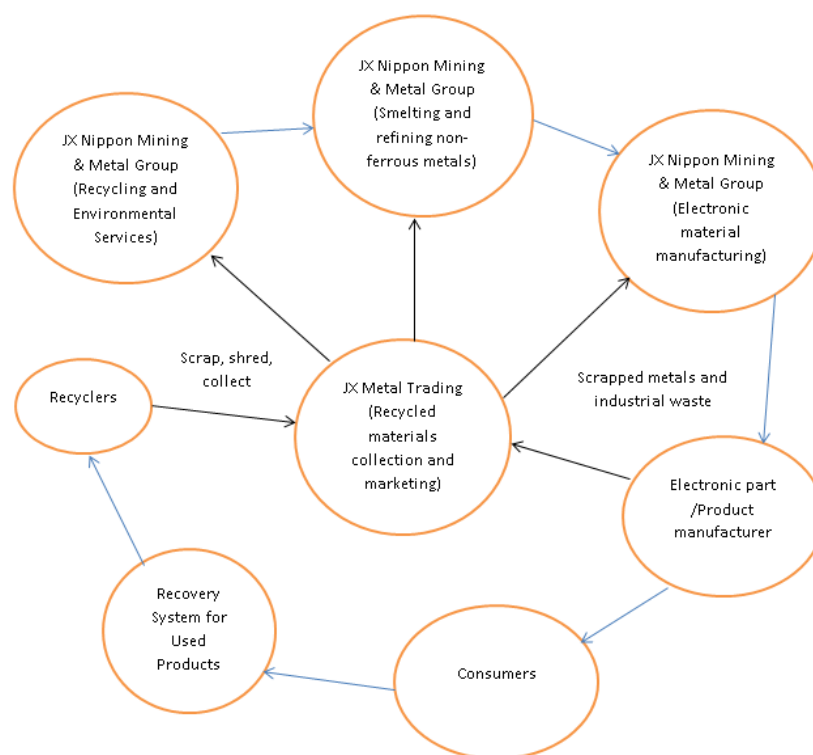 JX Nippon Mining
& Metal Group
(Smelting and
refining non-
ferrous metals)
JX Nippon Mining
& Metal Group
(Recycling and
Environmental
Services)
JX Nippon Mining
& Metal Group
(Electronic
material
manufacturing)
Scrap, shred,
collect
Recyclers
JX Metal Trading
(Recycled
materials
collection and
marketing)
Scrapped metals and
industrial waste
Electronic part
/Product
manufacturer
Recovery
System for
Used
Products
Consumers